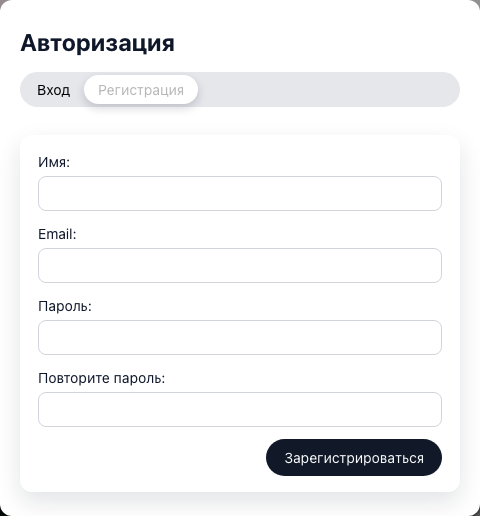 Авторизация
Вход Регистрация
Имя:
Email:
Пароль:
Повторите пароль:
Зарегистрироваться